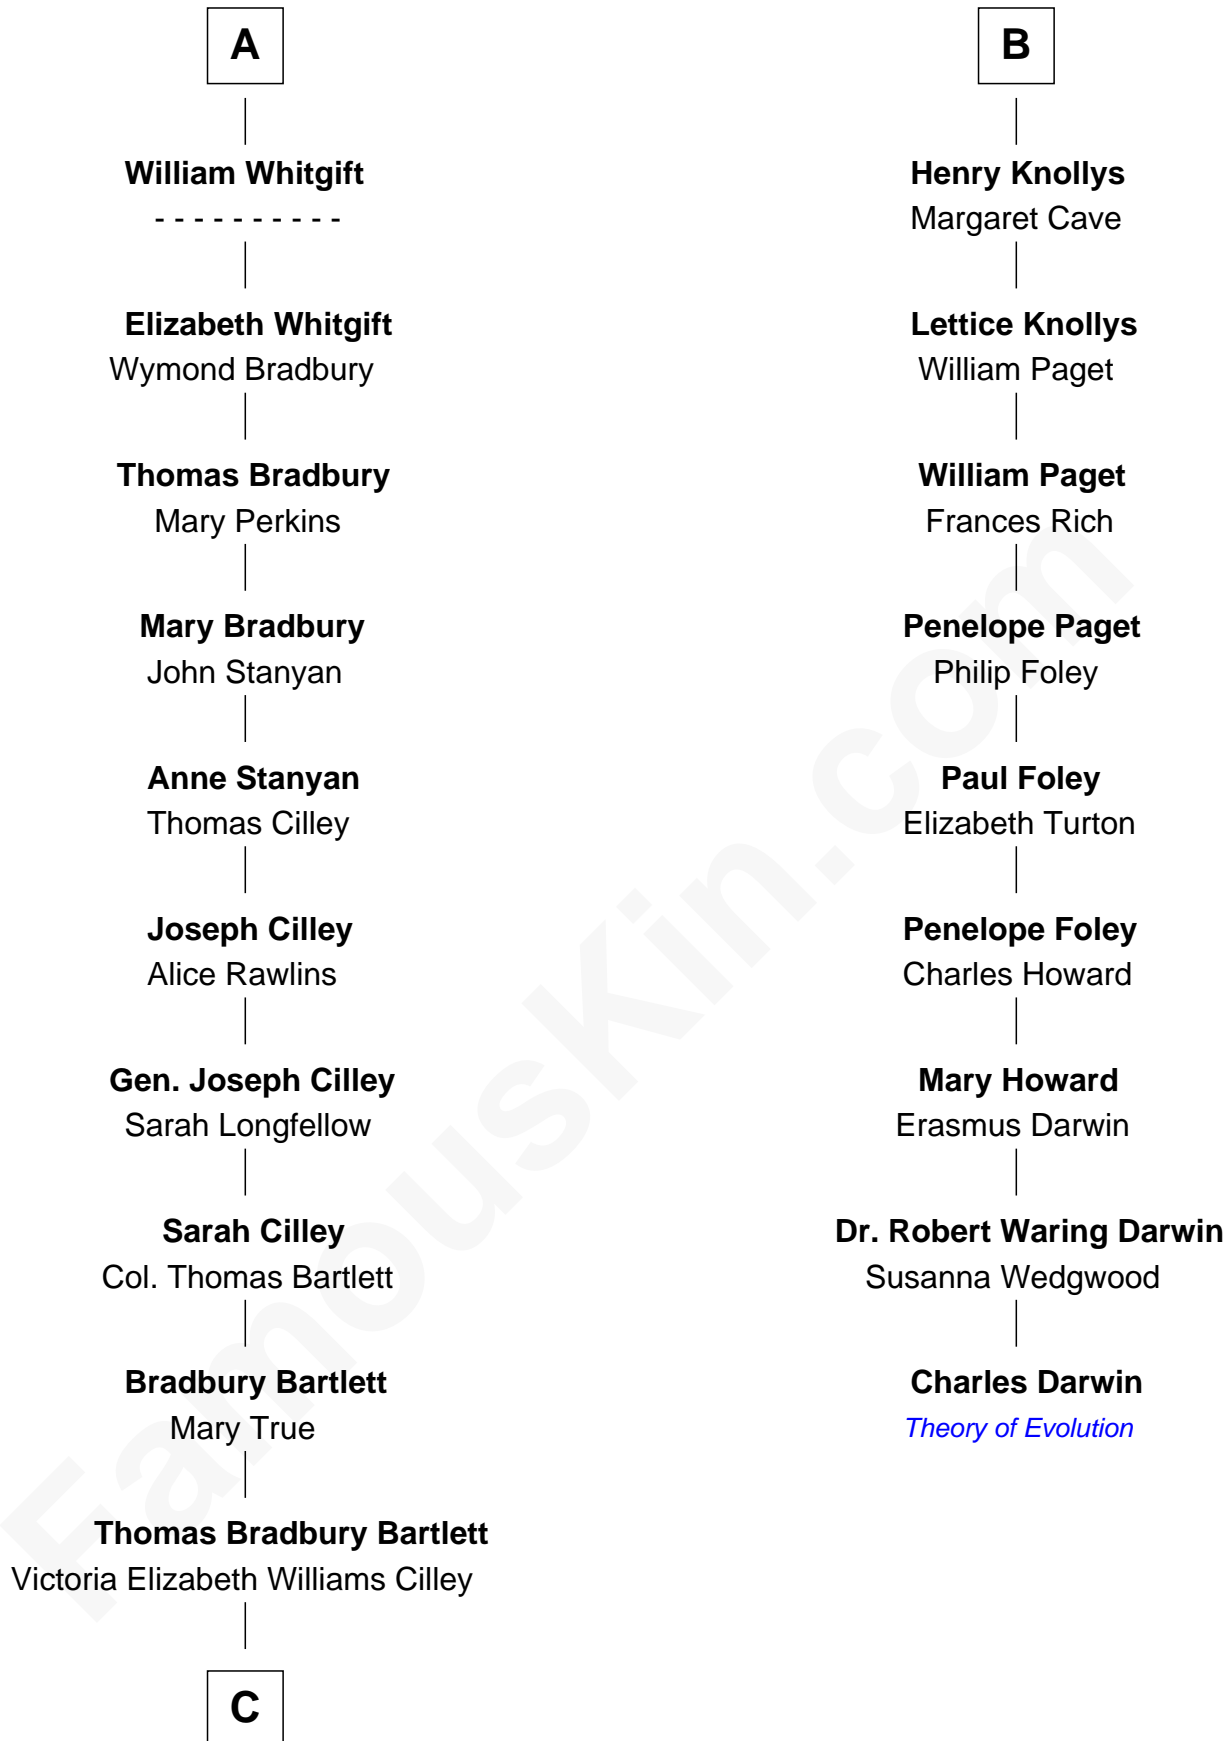 A
William Whitgift
- - - - - - - - - -
Elizabeth Whitgift
Wymond Bradbury
Thomas Bradbury
Mary Perkins
Mary Bradbury
John Stanyan
Anne Stanyan
Thomas Cilley
Joseph Cilley
Alice Rawlins
Gen. Joseph Cilley
Sarah Longfellow
Sarah Cilley
Col. Thomas Bartlett
Bradbury Bartlett
Mary True
Thomas Bradbury Bartlett
Victoria Elizabeth Williams Cilley
C
B
Henry Knollys
Margaret Cave
Lettice Knollys
William Paget
William Paget
Frances Rich
Penelope Paget
Philip Foley
Paul Foley
Elizabeth Turton
Penelope Foley
Charles Howard
Mary Howard
Erasmus Darwin
Dr. Robert Waring Darwin
Susanna Wedgwood
Charles Darwin
Theory of Evolution
FamousKin.com